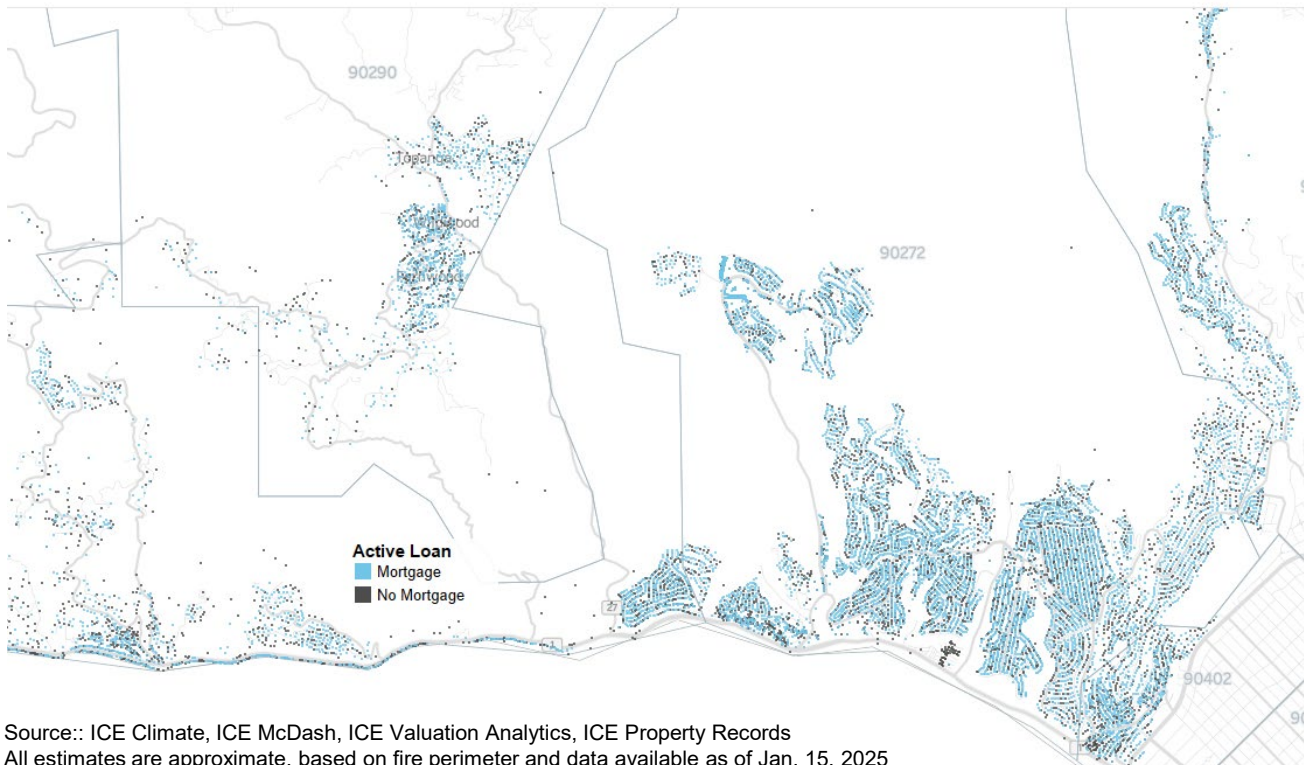 90290
Topanga
90272
Active Loan
Mortgage
No Mortgage
27
1
90402
Source:: ICE Climate, ICE McDash, ICE Valuation Analytics, ICE Property Records
All estimates are approximate, based on fire perimeter and data available as of Jan. 15, 2025